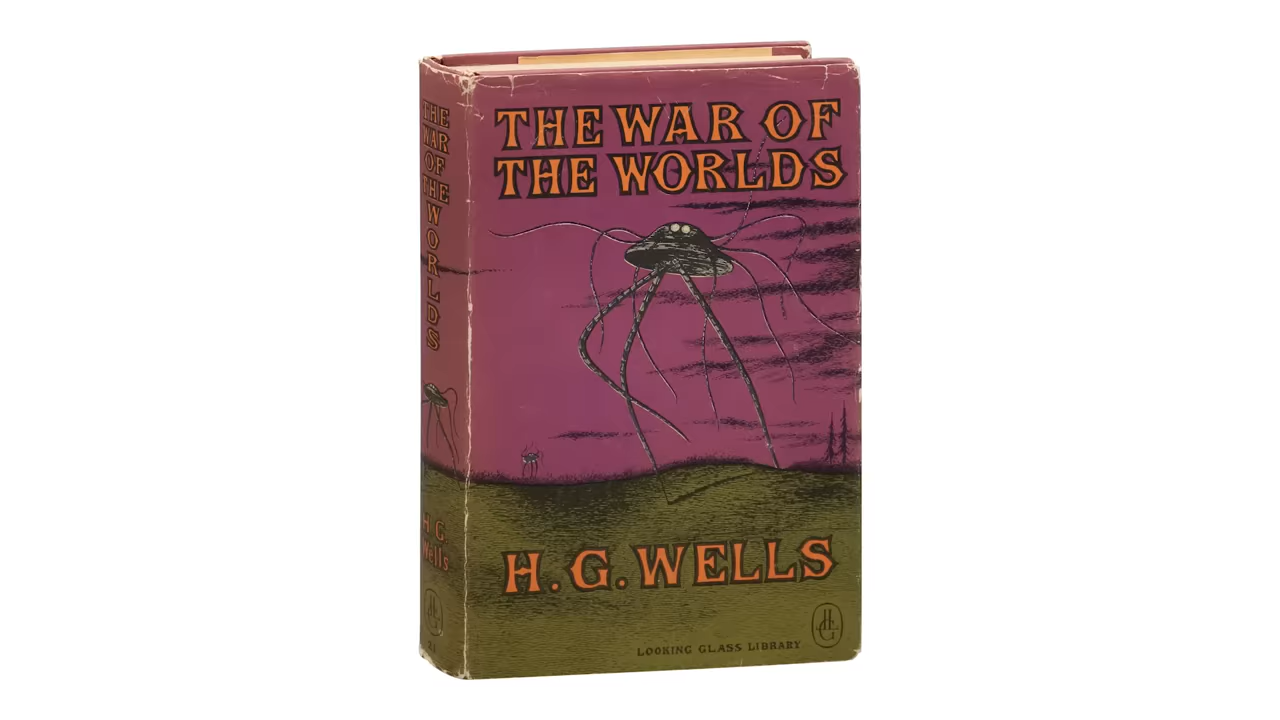 THE
WAR
OF
THE
WORLDS
H. G.
Wells
THE WAR OF
THE WORLDS
H. G. WELLS
LOOKING GLASS LIBRARY